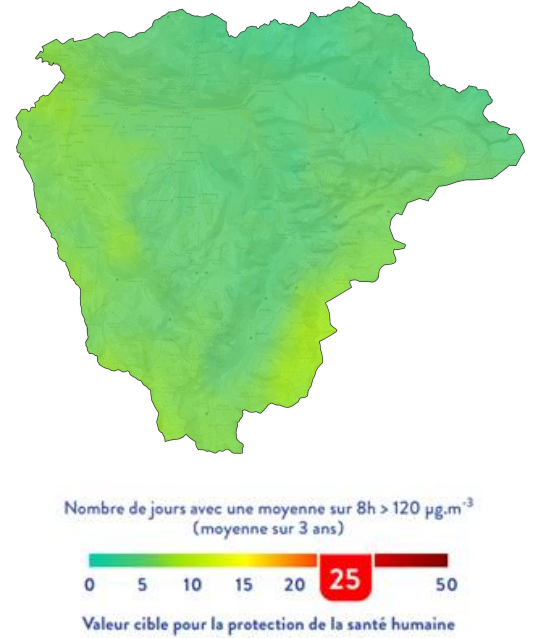 Nombre de jours avec une moyenne sur 8h > 120 µg.m⁻³
(moyenne sur 3 ans)
0 5 10 15 20 25 50
Valeur cible pour la protection de la santé humaine